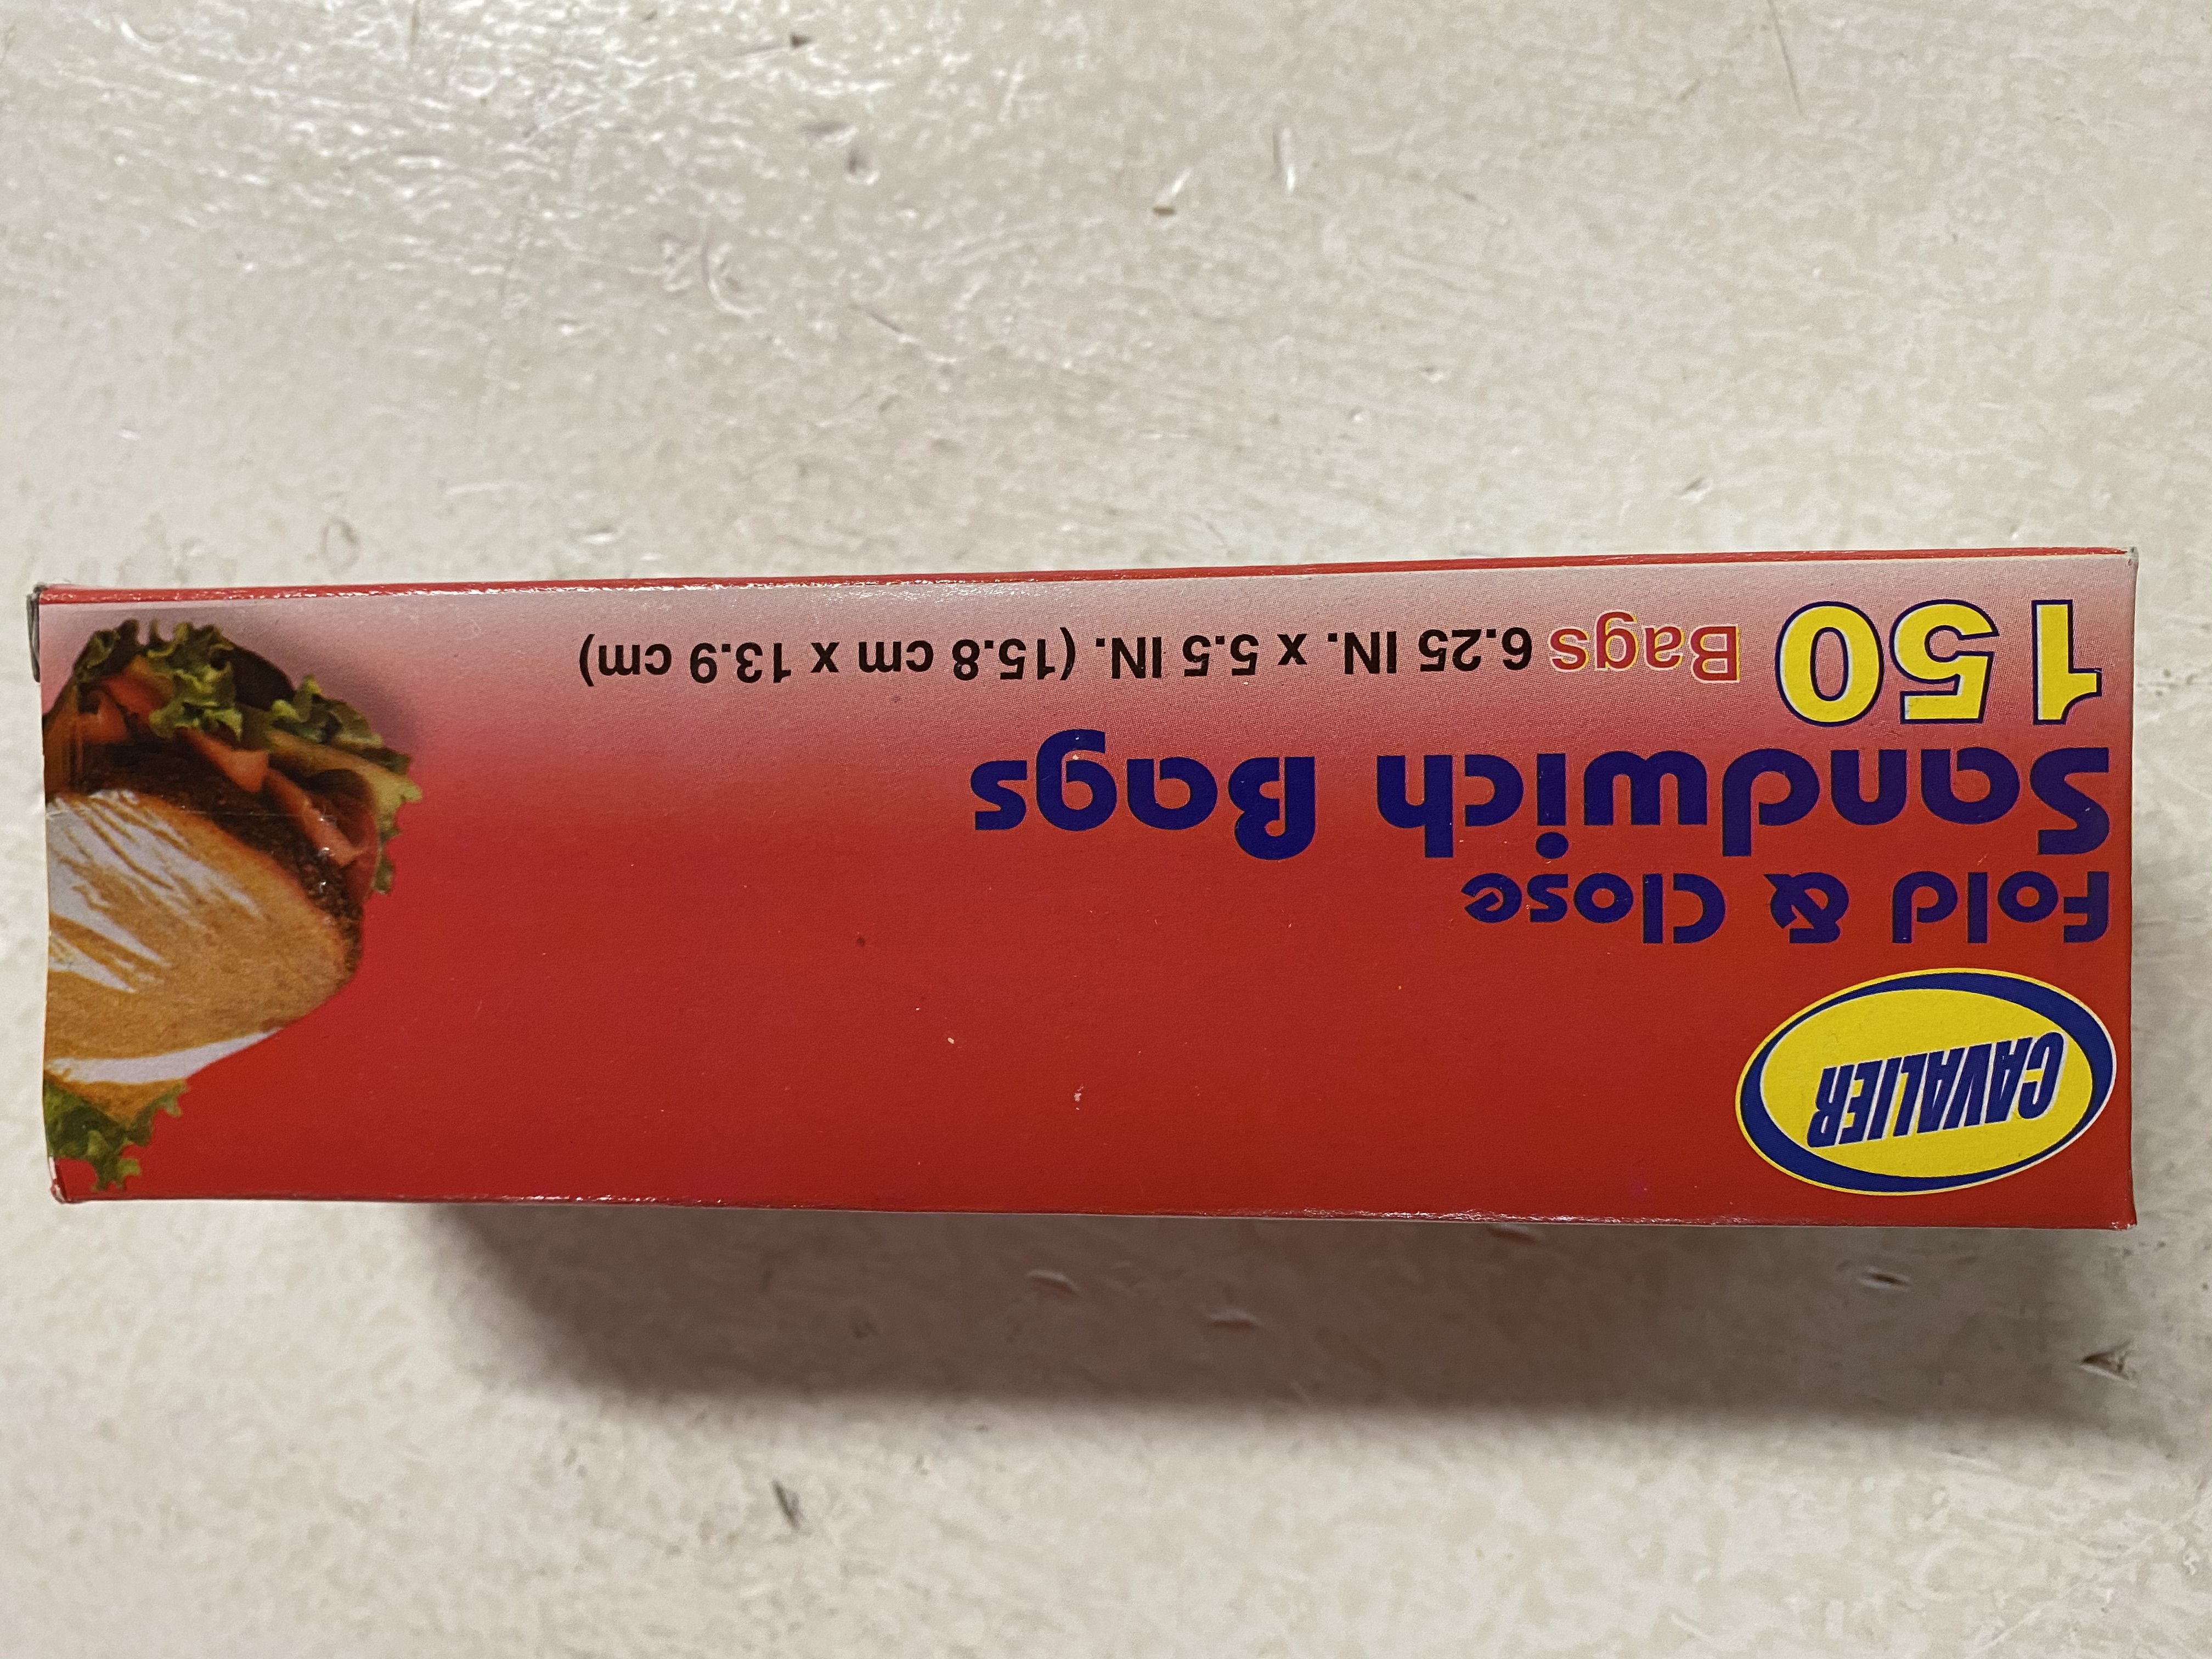 CAVALIER
Fold & Close
Sandwich Bags
150 Bags 6.25 IN. x 5.5 IN. (15.8 cm x 13.9 cm)